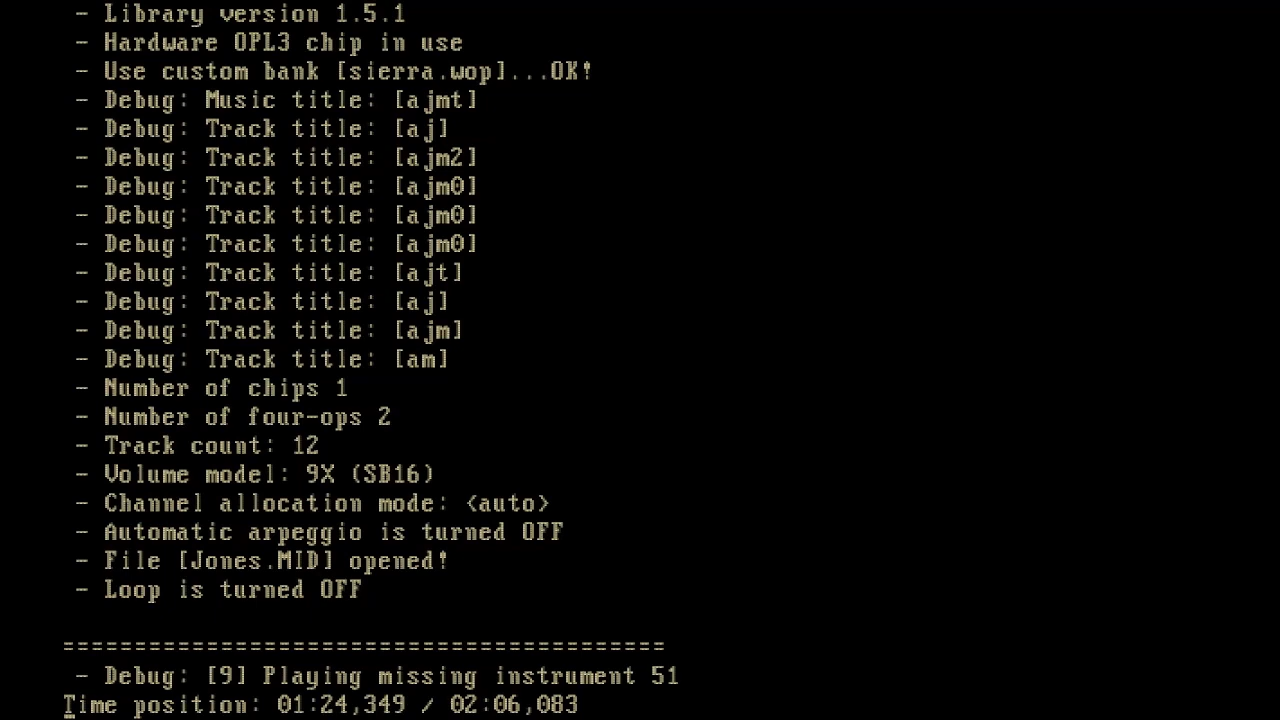 - Library version 1.5.1
- Hardware OPL3 chip in use
- Use custom bank [sierra.wop]...OK!
- Debug: Music title: [ajmt]
- Debug: Track title: [aj]
- Debug: Track title: [ajm2]
- Debug: Track title: [ajm0]
- Debug: Track title: [ajm0]
- Debug: Track title: [ajm0]
- Debug: Track title: [ajt]
- Debug: Track title: [aj]
- Debug: Track title: [ajm]
- Debug: Track title: [am]
- Number of chips 1
- Number of four-ops 2
- Track count: 12
- Volume model: 9X (SB16)
- Channel allocation mode: <auto>
- Automatic arpeggio is turned OFF
- File [Jones.MID] opened!
- Loop is turned OFF
==========================================
- Debug: [9] Playing missing instrument 51
Time position: 01:24,349 / 02:06,083